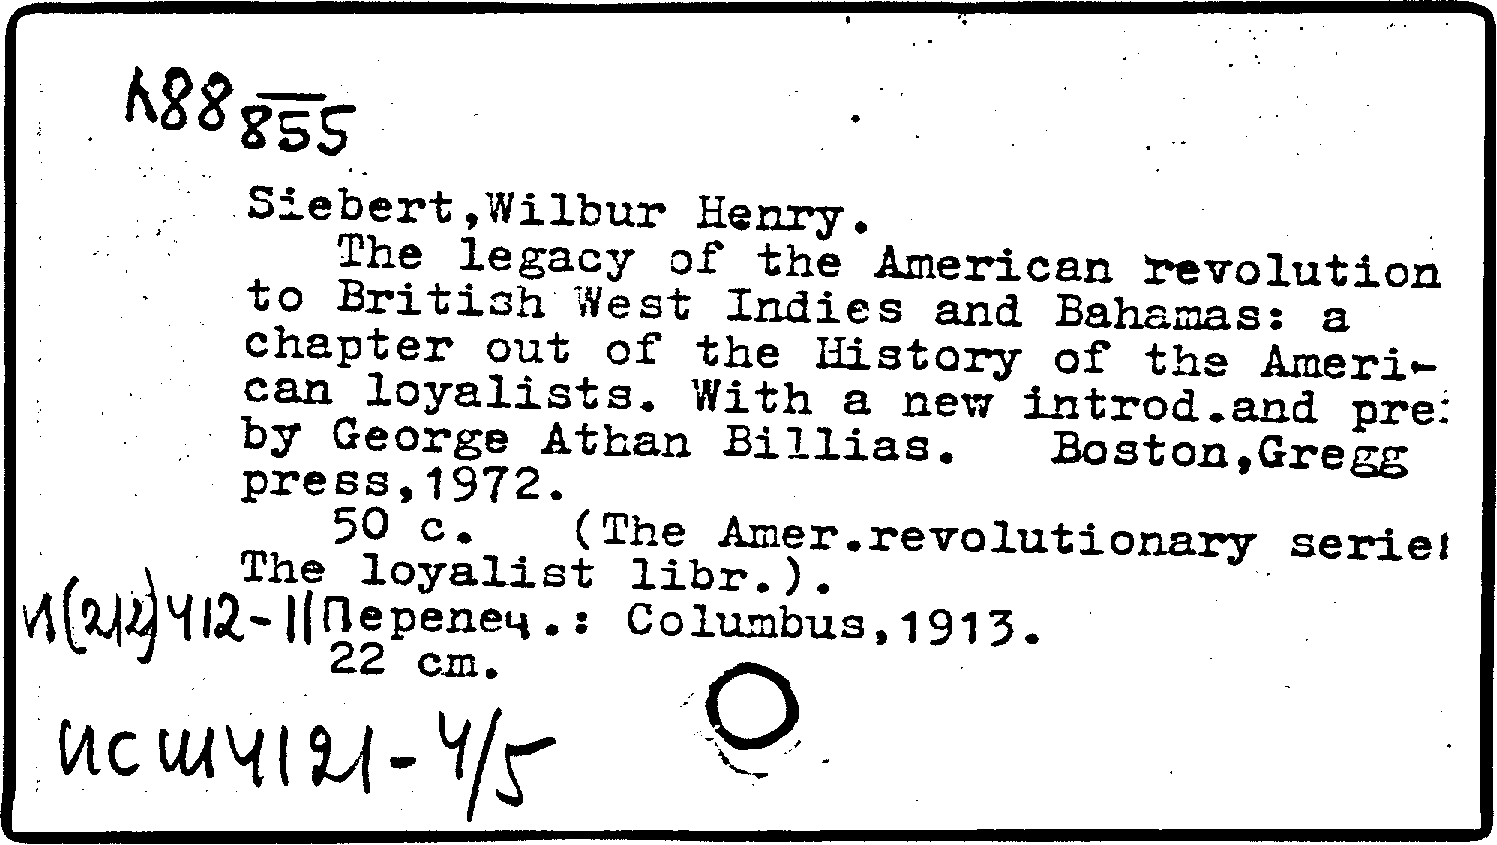 л88 855
Siebert,Wilbur Henry.
The legacy of the American revolution
to British West Indies and Bahamas: a
chapter out of the History of the Ameri-
can loyalists. With a new introd.and pre
by George Athan Billias. Boston,Gregg
press,1972.
50 c. (The Amer.revolutionary serie
The loyalist libr.).
И(212)412-11 Перепеч.: Columbus,1913.
22 cm.
ИСШ4121-4/5